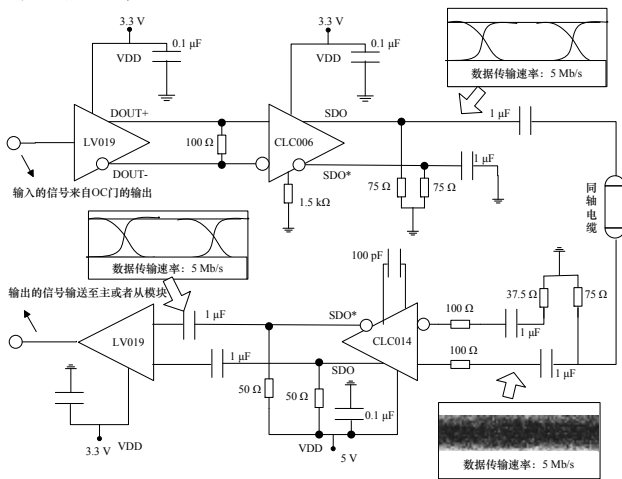 3.3 V
0.1 μF
VDD
DOUT+
LV019
100 Ω
DOUT-
输入的信号来自OC门的输出
3.3 V
0.1 μF
VDD
SDO
CLC006
SDO*
1.5 kΩ
75 Ω
75 Ω
1 μF
1 μF
数据传输速率：5 Mb/s
同轴电缆
数据传输速率：5 Mb/s
输出的信号输送至主或者从模块
LV019
1 μF
1 μF
3.3 V
VDD
100 pF
SDO*
CLC014
SDO
50 Ω
50 Ω
0.1 μF
VDD
5 V
100 Ω
100 Ω
1 μF
1 μF
37.5 Ω
75 Ω
数据传输速率：5 Mb/s